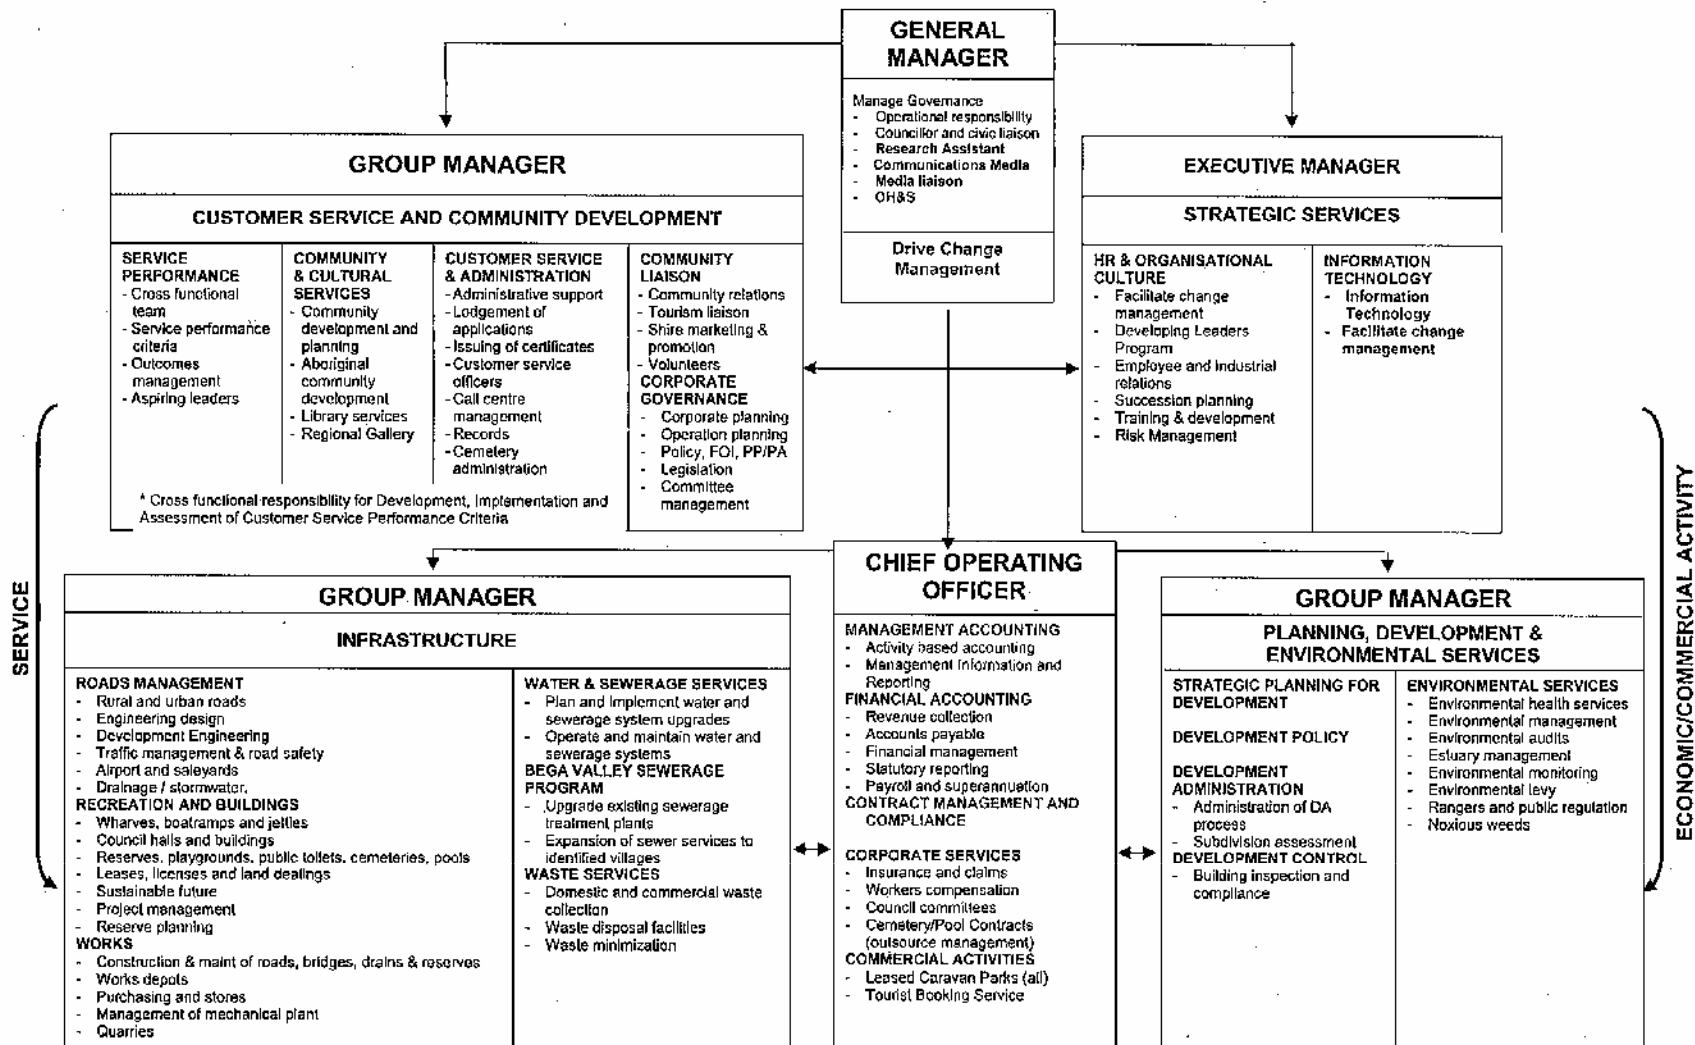 GENERAL
MANAGER
Manage Governance
- Operational responsibility
- Councillor and civic liaison
- Research Assistant
- Communications Media
- Media liaison
- OH&S
Drive Change
Management
GROUP MANAGER
CUSTOMER SERVICE AND COMMUNITY DEVELOPMENT
SERVICE
PERFORMANCE
- Cross functional
team
- Service performance
criteria
- Outcomes
management
- Aspiring leaders
COMMUNITY
& CULTURAL
SERVICES
- Community
development and
planning
- Aboriginal
community
development
- Library services
- Regional Gallery
CUSTOMER SERVICE
& ADMINISTRATION
- Administrative support
- Lodgement of
applications
- Issuing of certificates
- Customer service
officers
- Call centre
management
- Records
- Cemetery
administration
* Cross functional responsibility for Development, Implementation and
Assessment of Customer Service Performance Criteria
COMMUNITY
LIAISON
- Community relations
- Tourism liaison
- Shire marketing &
promotion
- Volunteers
CORPORATE
GOVERNANCE
- Corporate planning
- Operation planning
- Policy, FOI, PP/PA
- Legislation
- Committee
management
EXECUTIVE MANAGER
STRATEGIC SERVICES
HR & ORGANISATIONAL
CULTURE
- Facilitate change
management
- Developing Leaders
Program
- Employee and Industrial
relations
- Succession planning
- Training & development
- Risk Management
INFORMATION
TECHNOLOGY
- Information
Technology
- Facilitate change
management
SERVICE
GROUP MANAGER
INFRASTRUCTURE
ROADS MANAGEMENT
- Rural and urban roads
- Engineering design
- Development Engineering
- Traffic management & road safety
- Airport and saleyards
- Drainage / stormwater.
RECREATION AND BUILDINGS
- Wharves, boatramps and jetties
- Council halls and buildings
- Reserves, playgrounds, public toilets, cemeteries, pools
- Leases, licenses and land dealings
- Sustainable future
- Project management
- Reserve planning
WORKS
- Construction & maint of roads, bridges, drains & reserves
- Works depots
- Purchasing and stores
- Management of mechanical plant
- Quarries
WATER & SEWERAGE SERVICES
- Plan and Implement water and
sewerage system upgrades
- Operate and maintain water and
sewerage systems
BEGA VALLEY SEWERAGE
PROGRAM
- Upgrade existing sewerage
treatment plants
- Expansion of sewer services to
identified villages
WASTE SERVICES
- Domestic and commercial waste
collection
- Waste disposal facilities
- Waste minimization
CHIEF OPERATING
OFFICER
MANAGEMENT ACCOUNTING
- Activity based accounting
- Management Information and
Reporting
FINANCIAL ACCOUNTING
- Revenue collection
- Accounts payable
- Financial management
- Statutory reporting
- Payroll and superannuation
CONTRACT MANAGEMENT AND
COMPLIANCE
CORPORATE SERVICES
- Insurance and claims
- Workers compensation
- Council committees
- Cemetery/Pool Contracts
(outsource management)
COMMERCIAL ACTIVITIES
- Leased Caravan Parks (all)
- Tourist Booking Service
GROUP MANAGER
PLANNING, DEVELOPMENT &
ENVIRONMENTAL SERVICES
STRATEGIC PLANNING FOR
DEVELOPMENT
DEVELOPMENT POLICY
DEVELOPMENT
ADMINISTRATION
- Administration of DA
process
- Subdivision assessment
DEVELOPMENT CONTROL
- Building inspection and
compliance
ENVIRONMENTAL SERVICES
- Environmental health services
- Environmental management
- Environmental audits
- Estuary management
- Environmental monitoring
- Environmental levy
- Rangers and public regulation
- Noxious weeds
ECONOMIC/COMMERCIAL ACTIVITY